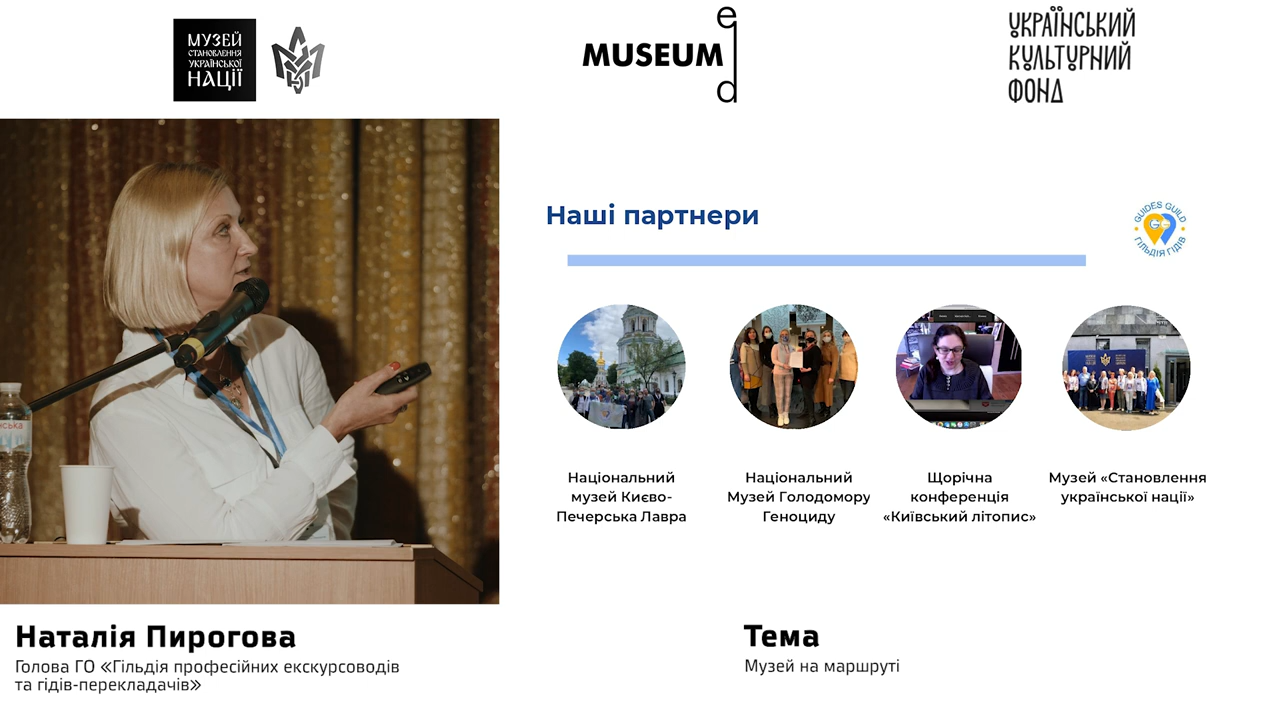 МУЗЕЙ
СТАНОВЛЕННЯ
УКРАЇНСЬКОЇ
НАЦІЇ
MUSEUM
ed
УКРАЇНСЬКИЙ
КУЛЬТУРНИЙ
ФОНД
Наші партнери
GUIDES GUILD
ГІЛЬДІЯ ГІДІВ
Національний
музей Києво-
Печерська Лавра
Національний
Музей Голодомору
Геноциду
Щорічна
конференція
«Київський літопис»
Музей «Становлення
української нації»
Наталія Пирогова
Голова ГО «Гільдія професійних екскурсоводів
та гідів-перекладачів»
Тема
Музей на маршруті